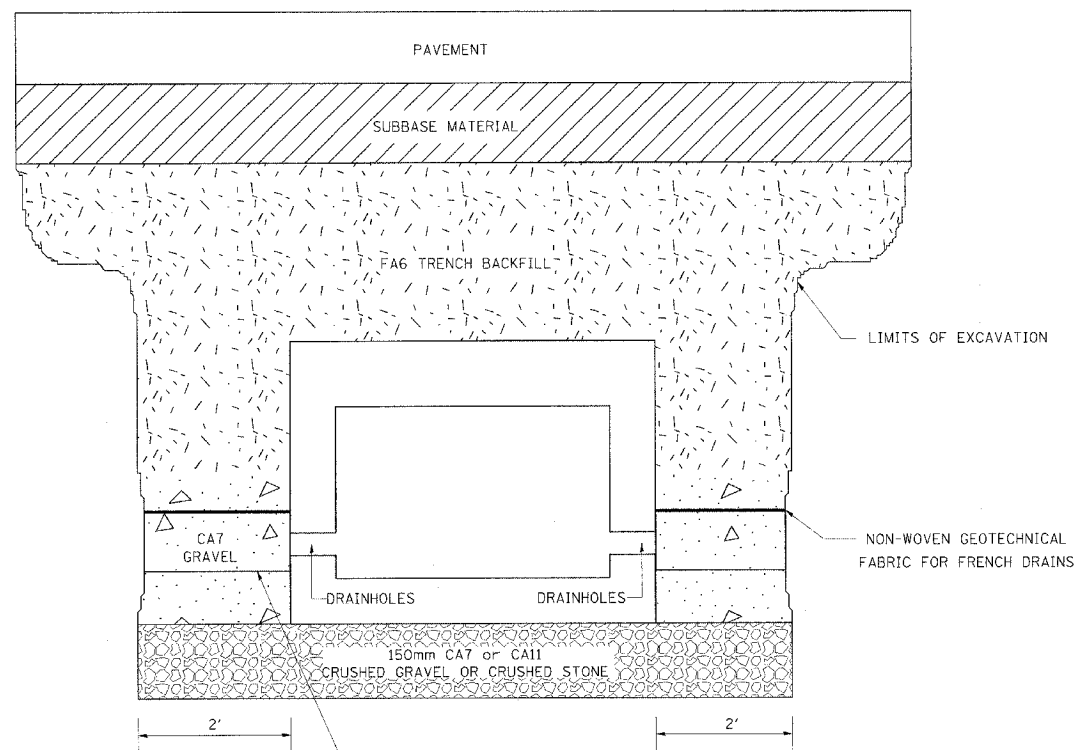 PAVEMENT
SUBBASE MATERIAL
FA6 TRENCH BACKFILL
LIMITS OF EXCAVATION
CA7
GRAVEL
NON-WOVEN GEOTECHNICAL
FABRIC FOR FRENCH DRAINS
DRAINHOLES
DRAINHOLES
150mm CA7 or CA11
CRUSHED GRAVEL OR CRUSHED STONE
2'
2'